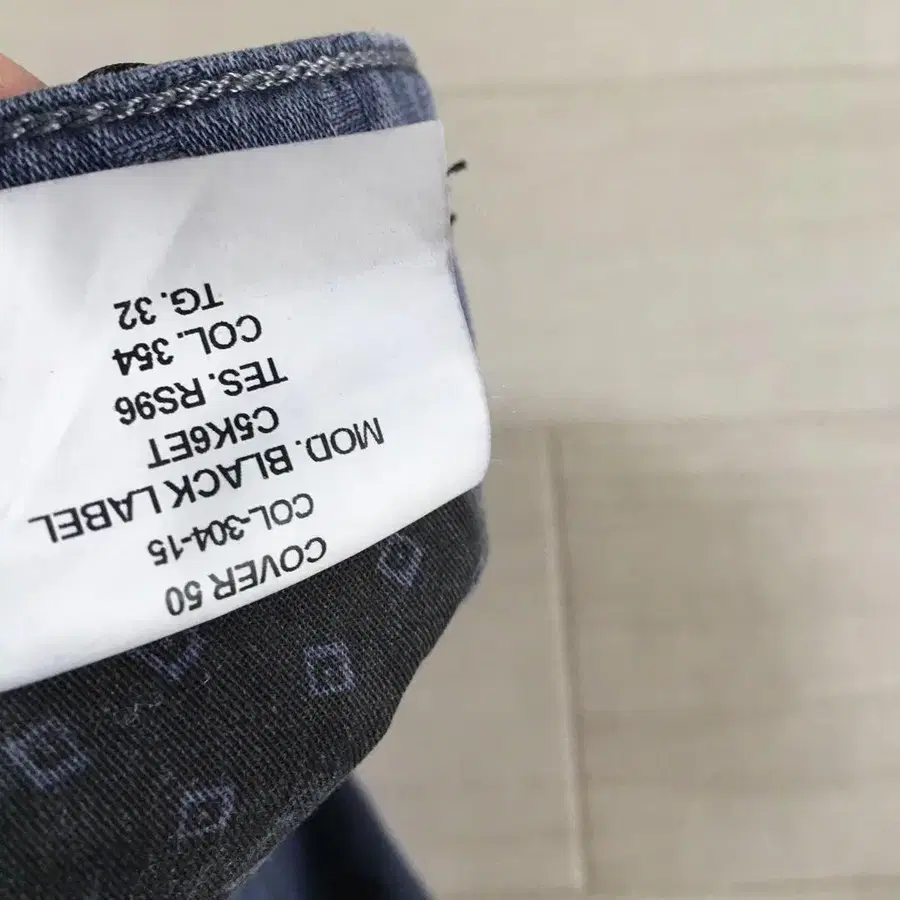 COVER 50
COL-304-15
MOD. BLACK LABEL
C5K6ET
TES. RS96
COL. 354
TG. 32